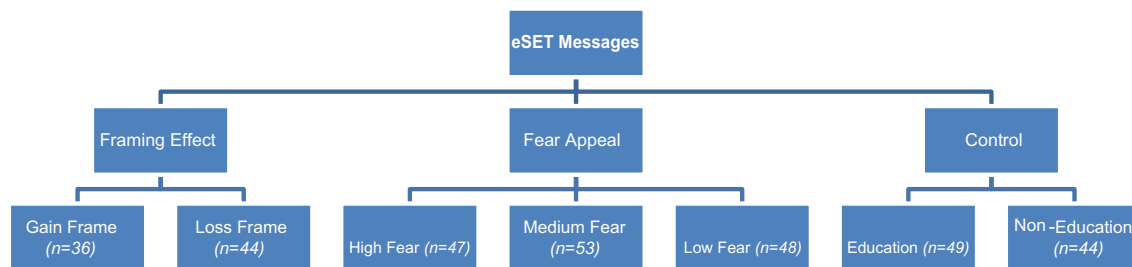 eSET Messages
Framing Effect
Fear Appeal
Control
Gain Frame
(n=36)
Loss Frame
(n=44)
High Fear (n=47)
Medium Fear
(n=53)
Low Fear (n=48)
Education (n=49)
Non-Education
(n=44)